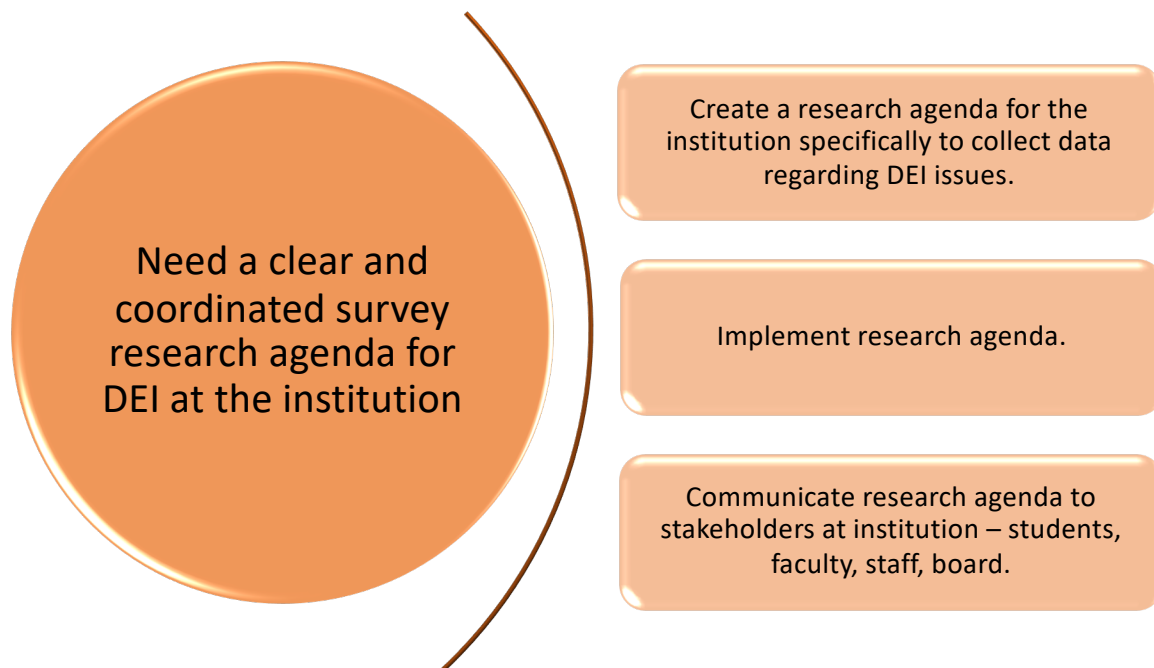 Need a clear and
coordinated survey
research agenda for
DEI at the institution
Create a research agenda for the
institution specifically to collect data
regarding DEI issues.
Implement research agenda.
Communicate research agenda to
stakeholders at institution – students,
faculty, staff, board.